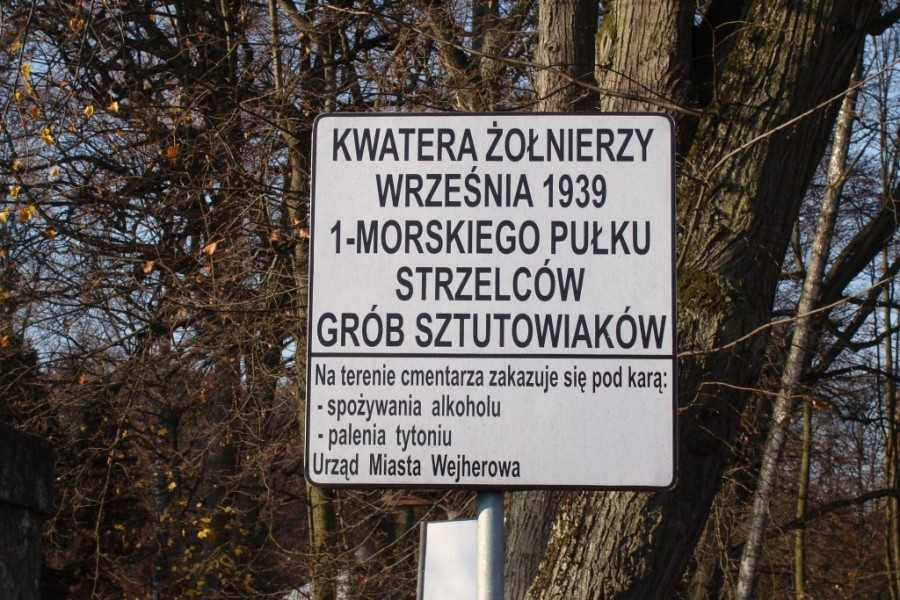 KWATERA ŻOŁNIERZY
WRZEŚNIA 1939
1-MORSKIEGO PUŁKU
STRZELCÓW
GRÓB SZTUTOWIAKÓW
Na terenie cmentarza zakazuje się pod karą:
- spożywania alkoholu
- palenia tytoniu
Urząd Miasta Wejherowa